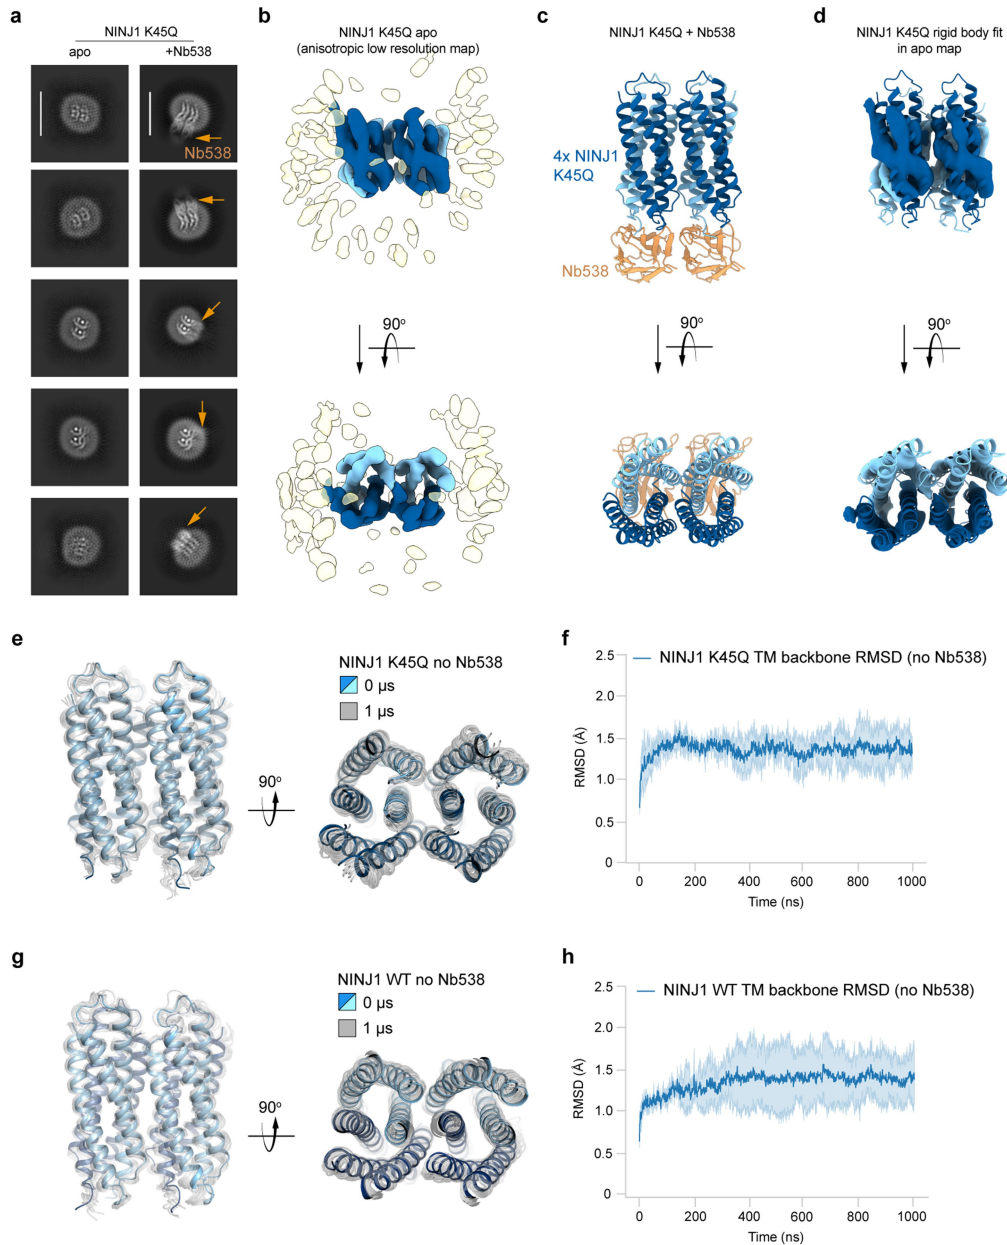 a
NINJ1 K45Q
apo
+Nb538
Nb538
b
NINJ1 K45Q apo
(anisotropic low resolution map)
90°
c
NINJ1 K45Q + Nb538
4x NINJ1
K45Q
Nb538
90°
d
NINJ1 K45Q rigid body fit
in apo map
90°
e
90°
NINJ1 K45Q no Nb538
0 µs
1 µs
f
NINJ1 K45Q TM backbone RMSD (no Nb538)
2.5
2.0
1.5
1.0
0.5
0
RMSD (Å)
0 200 400 600 800 1000
Time (ns)
g
90°
NINJ1 WT no Nb538
0 µs
1 µs
h
NINJ1 WT TM backbone RMSD (no Nb538)
2.5
2.0
1.5
1.0
0.5
0
RMSD (Å)
0 200 400 600 800 1000
Time (ns)